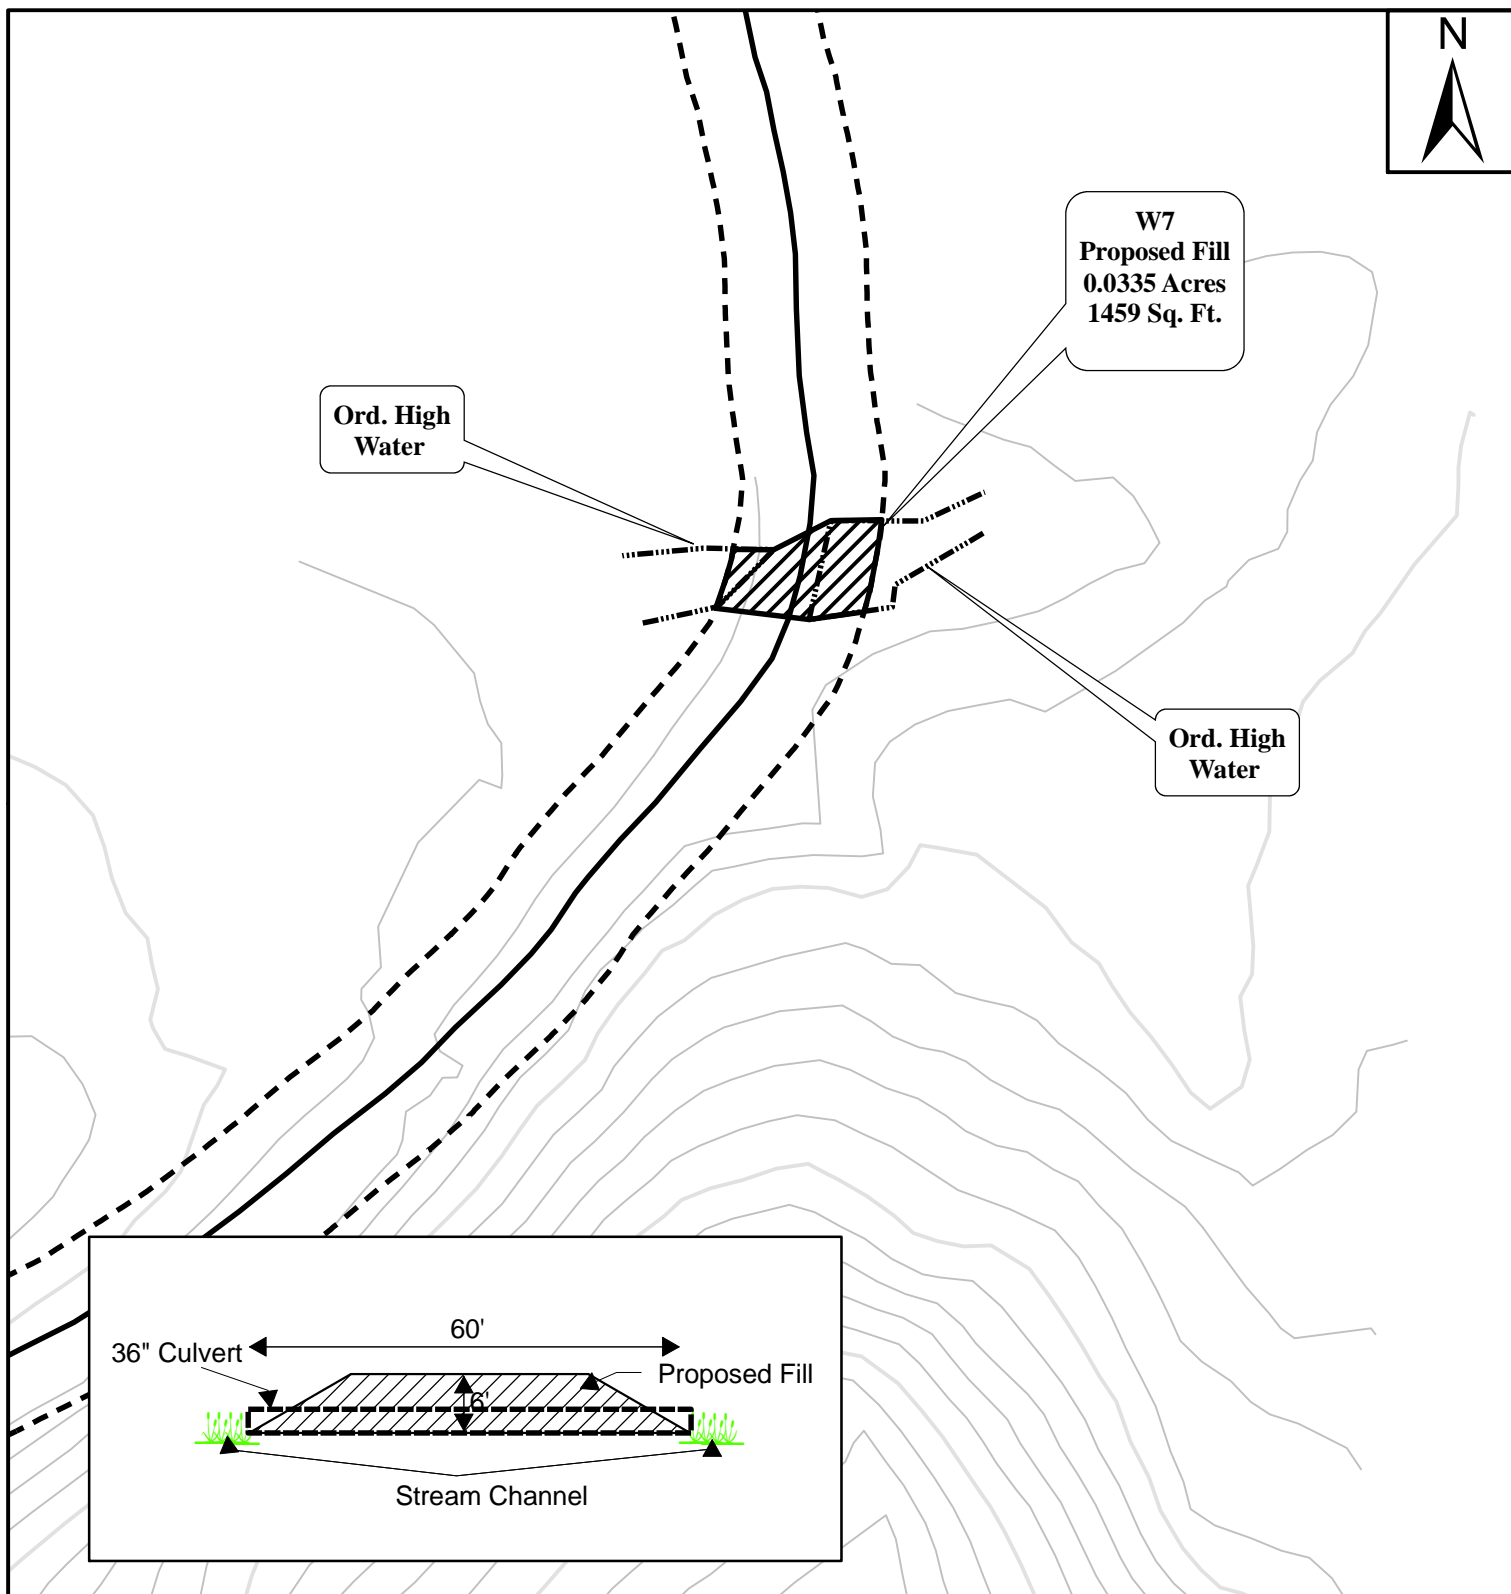 N
W7
Proposed Fill
0.0335 Acres
1459 Sq. Ft.
Ord. High
Water
Ord. High
Water
60'
36" Culvert
Proposed Fill
6'
Stream Channel